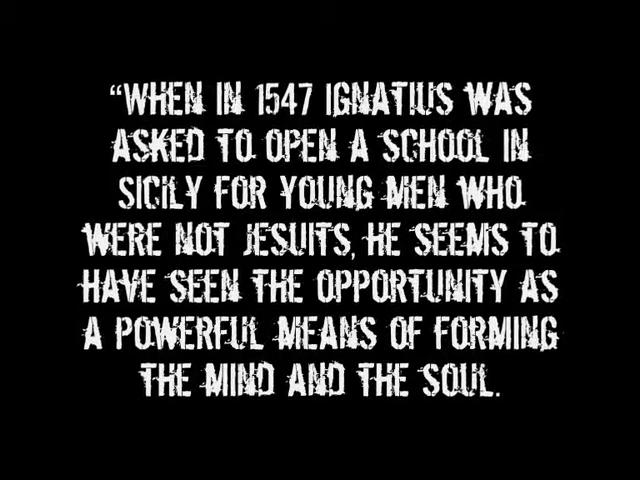 “WHEN IN 1547 IGNATIUS WAS
ASKED TO OPEN A SCHOOL IN
SICILY FOR YOUNG MEN WHO
WERE NOT JESUITS, HE SEEMS TO
HAVE SEEN THE OPPORTUNITY AS
A POWERFUL MEANS OF FORMING
THE MIND AND THE SOUL.